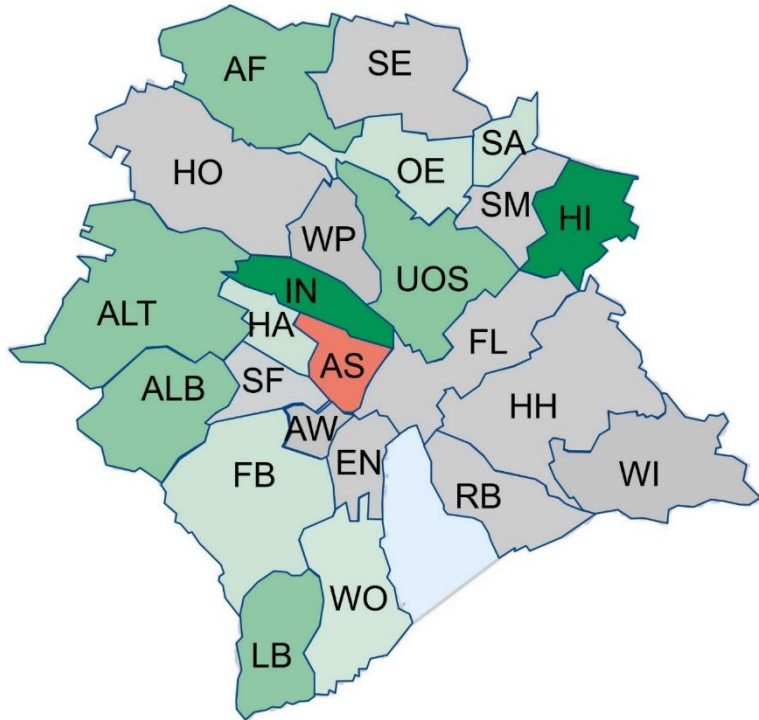 AF
SE
SA
OE
HO
SM
HI
WP
UOS
IN
ALT
HA
FL
AS
SF
ALB
HH
AW
EN
FB
WI
RB
WO
LB